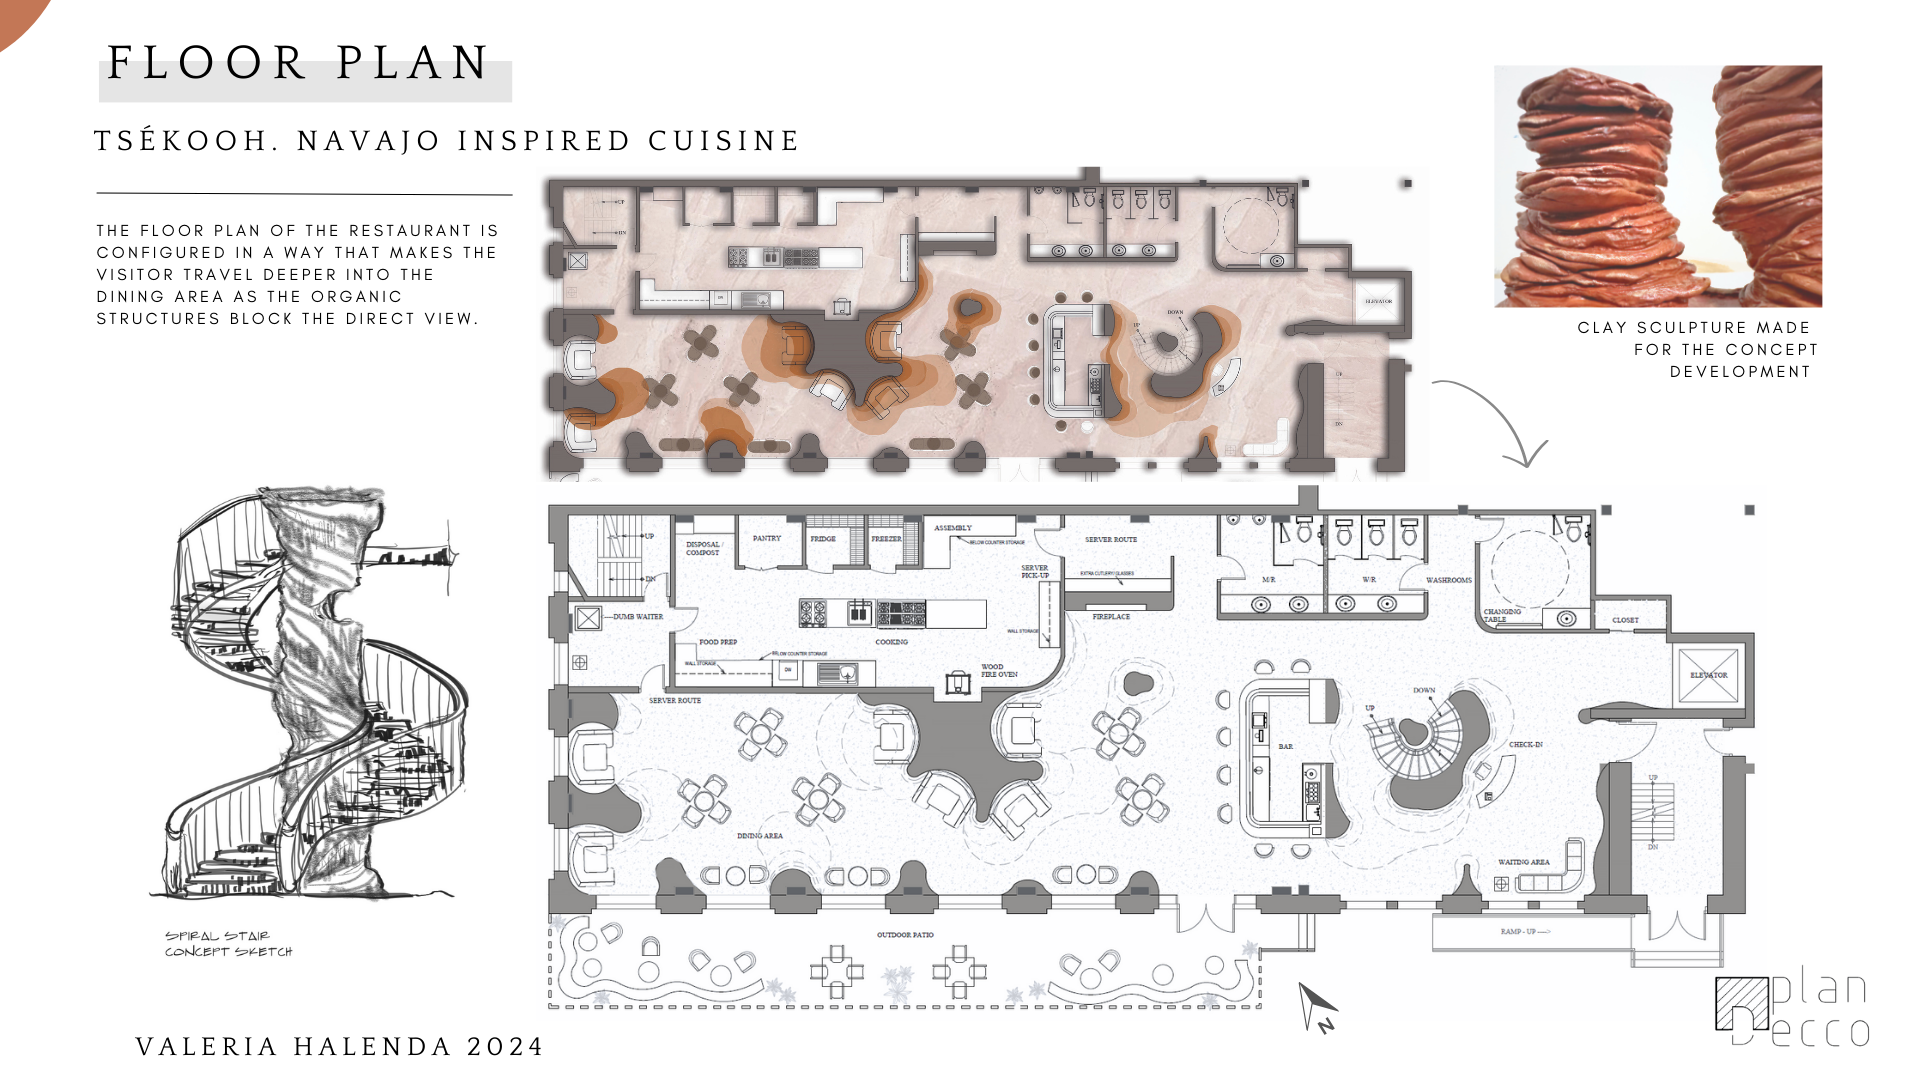 FLOOR PLAN
TSÉKOOH. NAVAJO INSPIRED CUISINE
THE FLOOR PLAN OF THE RESTAURANT IS
CONFIGURED IN A WAY THAT MAKES THE
VISITOR TRAVEL DEEPER INTO THE
DINING AREA AS THE ORGANIC
STRUCTURES BLOCK THE DIRECT VIEW.
CLAY SCULPTURE MADE
FOR THE CONCEPT
DEVELOPMENT
UP
DN
DW
UP
DOWN
ELEVATOR
UP
DN
UP
DN
DISPOSAL /
COMPOST
PANTRY
FRIDGE
FREEZER
ASSEMBLY
BELOW COUNTER STORAGE
SERVER
PICK-UP
SERVER ROUTE
EXTRA CUTLERY/GLASSES
FIREPLACE
M/R
W/R
WASHROOMS
CHANGING
TABLE
CLOSET
ELEVATOR
DUMB WAITER
FOOD PREP
COOKING
WALL STORAGE
BELOW COUNTER STORAGE
WALL STORAGE
DW
WOOD
FIRE OVEN
SERVER ROUTE
DINING AREA
BAR
UP
DOWN
CHECK-IN
WAITING AREA
UP
DN
OUTDOOR PATIO
RAMP - UP
N
SPIRAL STAIR
CONCEPT SKETCH
VALERIA HALENDA 2024
plan
Decco